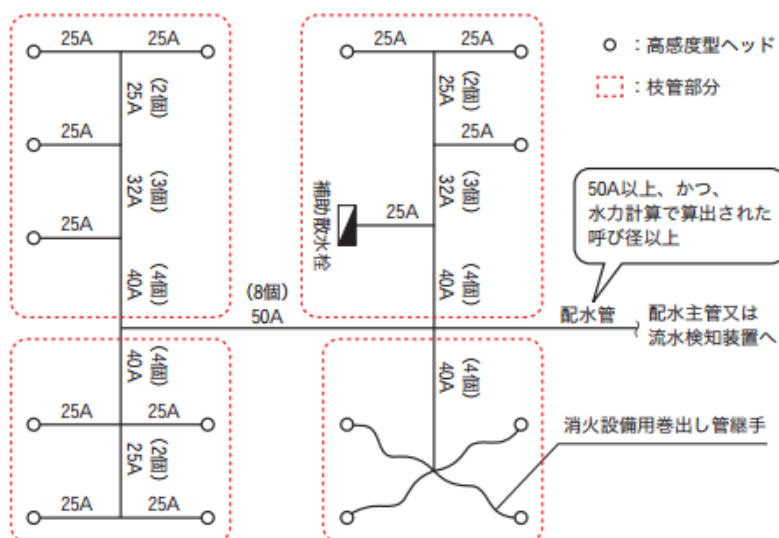 25A 25A
(2個)
25A
25A
(3個)
32A
25A
(4個)
40A
25A 25A
(2個)
25A
25A
(3個)
32A
補助散水栓
25A
(4個)
40A
○ : 高感度型ヘッド
: 枝管部分
50A以上、かつ、
水力計算で算出された
呼び径以上
(8個)
50A
配水管
配水主管又は
流水検知装置へ
(4個)
40A
25A 25A
(2個)
25A
25A 25A
(4個)
40A
消火設備用巻出し管継手